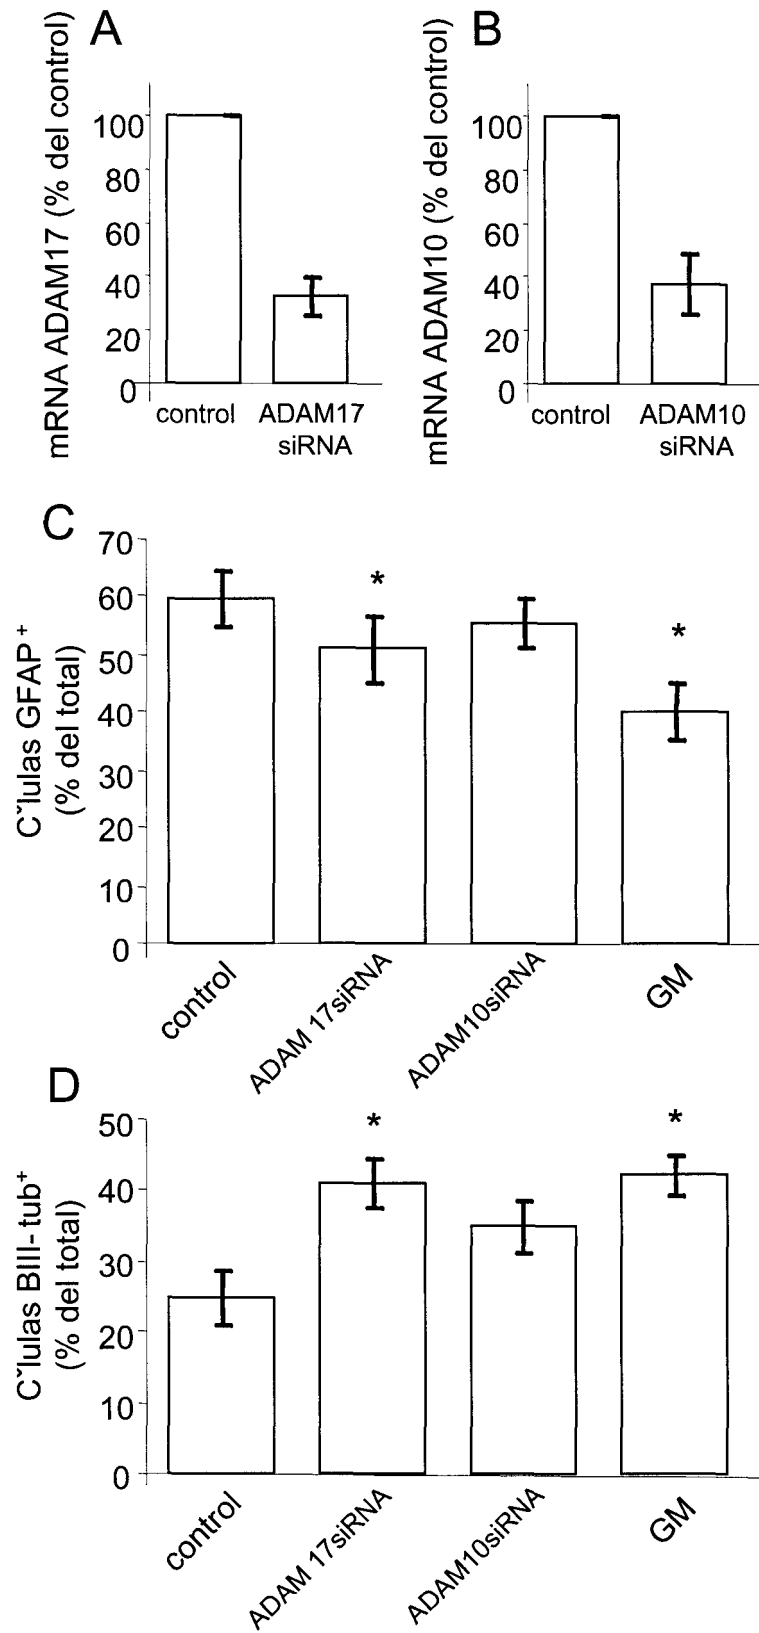 A
mRNA ADAM17 (% del control)
100
80
60
40
20
0
control
ADAM17
siRNA
B
mRNA ADAM10 (% del control)
100
80
60
40
20
0
control
ADAM10
siRNA
C
Cˇlulas GFAP+
(% del total)
70
60
50
40
30
20
10
0
*
*
control
ADAM 17siRNA
ADAM10siRNA
GM
D
Cˇlulas BIII-tub+
(% del total)
50
40
30
20
10
0
*
*
control
ADAM 17siRNA
ADAM10siRNA
GM